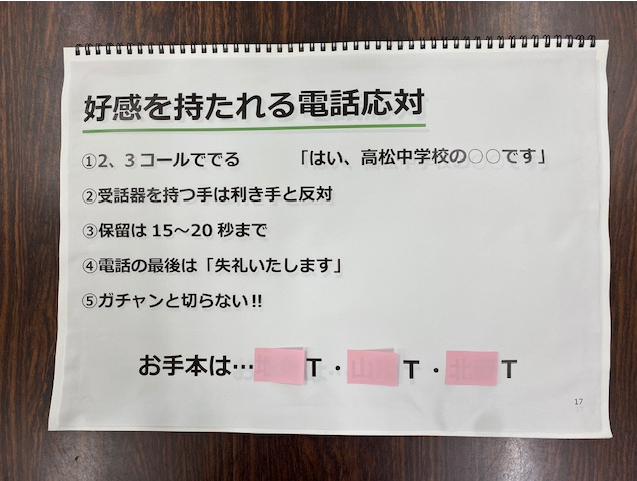 好感を持たれる電話応対
①2、3コールででる　「はい、高松中学校の○○です」
②受話器を持つ手は利き手と反対
③保留は15～20秒まで
④電話の最後は「失礼いたします」
⑤ガチャンと切らない!!
お手本は…　T・　T・　T
17